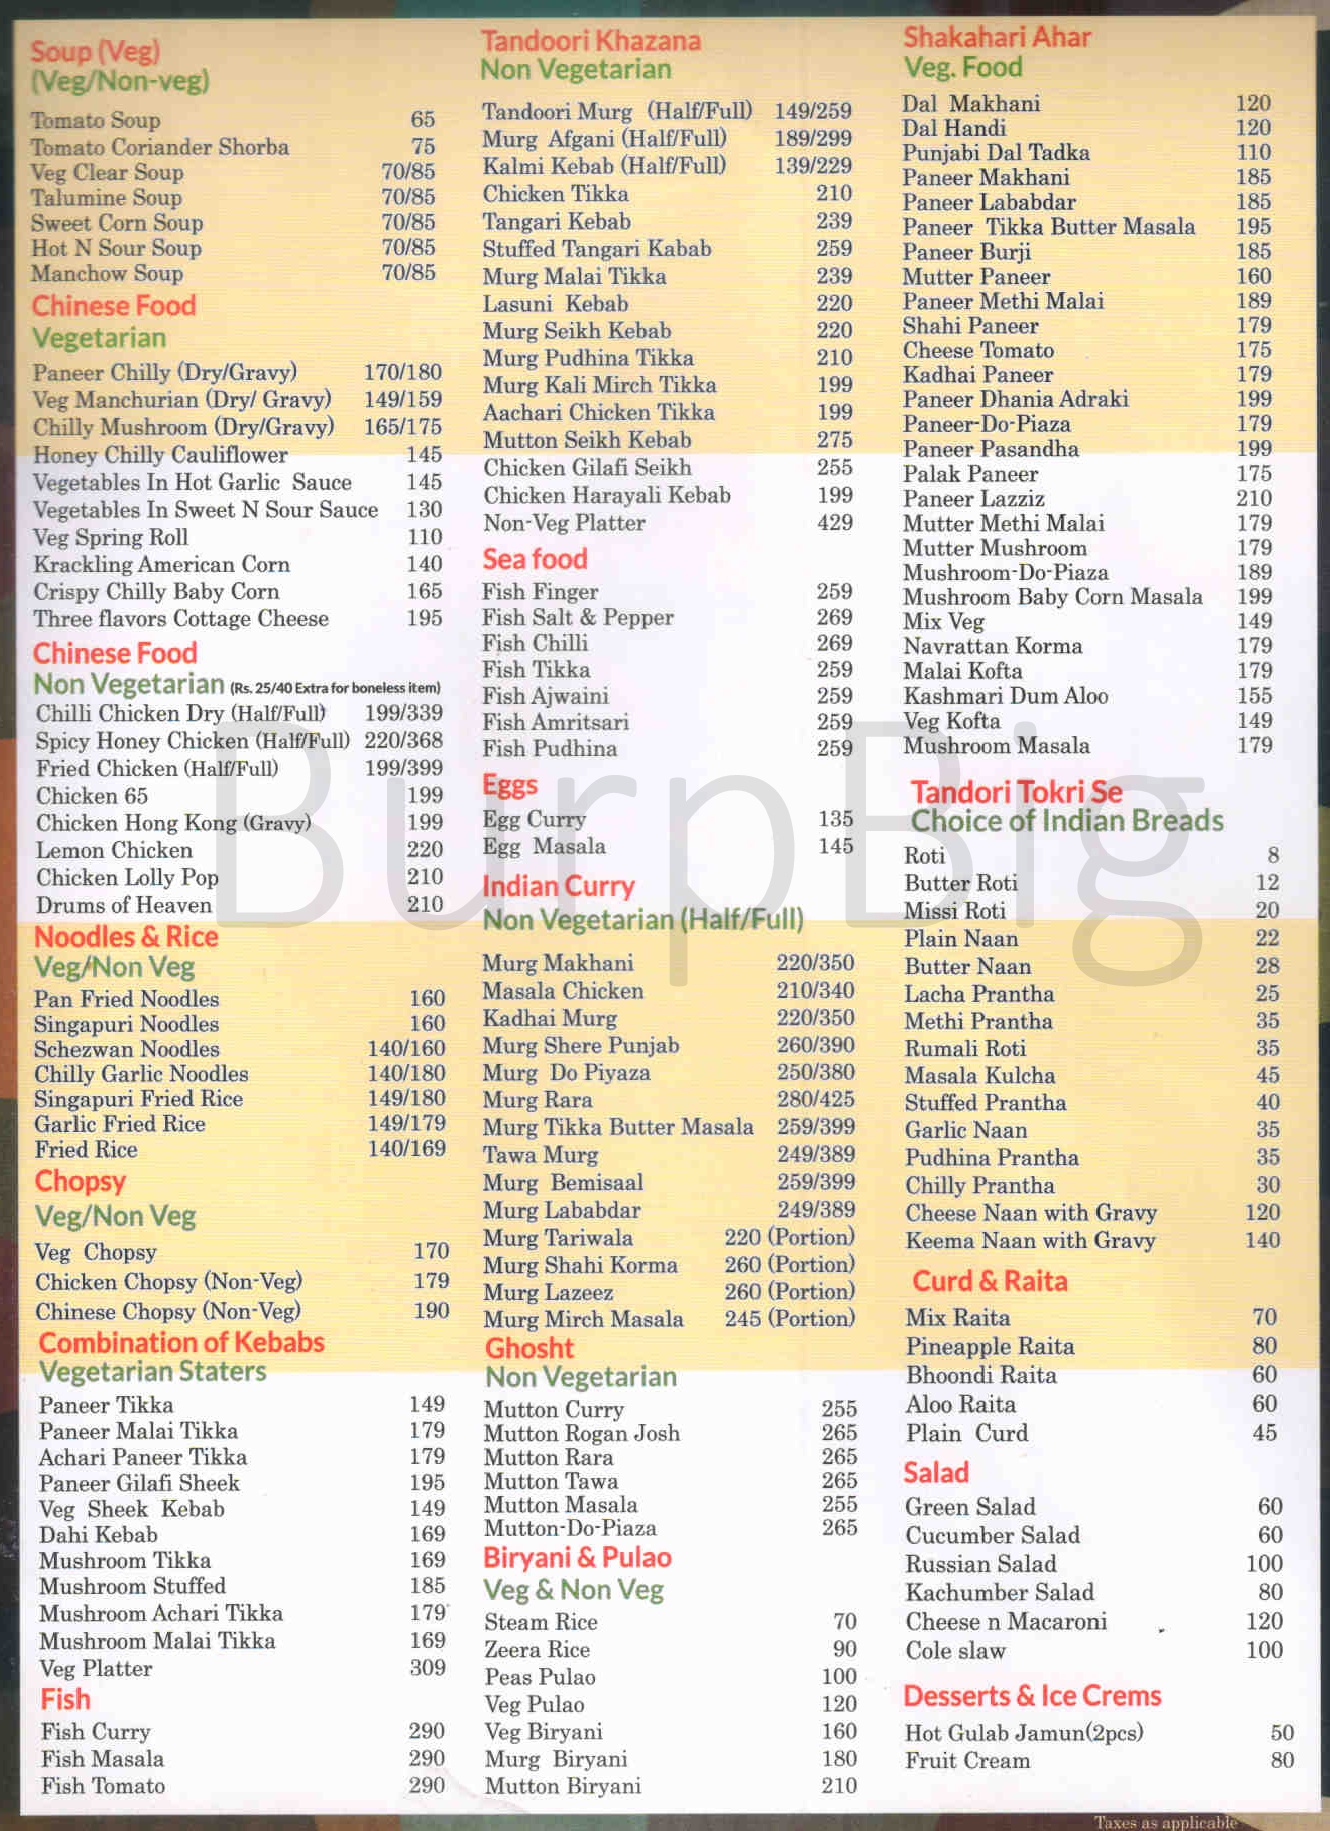 Soup (Veg)
(Veg/Non-veg)
Tomato Soup 65
Tomato Coriander Shorba 75
Veg Clear Soup 70/85
Talumine Soup 70/85
Sweet Corn Soup 70/85
Hot N Sour Soup 70/85
Manchow Soup 70/85
Chinese Food
Vegetarian
Paneer Chilly (Dry/Gravy) 170/180
Veg Manchurian (Dry/ Gravy) 149/159
Chilly Mushroom (Dry/Gravy) 165/175
Honey Chilly Cauliflower 145
Vegetables In Hot Garlic Sauce 145
Vegetables In Sweet N Sour Sauce 130
Veg Spring Roll 110
Krackling American Corn 140
Crispy Chilly Baby Corn 165
Three flavors Cottage Cheese 195
Chinese Food
Non Vegetarian (Rs. 25/40 Extra for boneless item)
Chilli Chicken Dry (Half/Full) 199/339
Spicy Honey Chicken (Half/Full) 220/368
Fried Chicken (Half/Full) 199/399
Chicken 65 199
Chicken Hong Kong (Gravy) 199
Lemon Chicken 220
Chicken Lolly Pop 210
Drums of Heaven 210
Noodles & Rice
Veg/Non Veg
Pan Fried Noodles 160
Singapuri Noodles 160
Schezwan Noodles 140/160
Chilly Garlic Noodles 140/180
Singapuri Fried Rice 149/180
Garlic Fried Rice 149/179
Fried Rice 140/169
Chopsy
Veg/Non Veg
Veg Chopsy 170
Chicken Chopsy (Non-Veg) 179
Chinese Chopsy (Non-Veg) 190
Combination of Kebabs
Vegetarian Staters
Paneer Tikka 149
Paneer Malai Tikka 179
Achari Paneer Tikka 179
Paneer Gilafi Sheek 195
Veg Sheek Kebab 149
Dahi Kebab 169
Mushroom Tikka 169
Mushroom Stuffed 185
Mushroom Achari Tikka 179
Mushroom Malai Tikka 169
Veg Platter 309
Fish
Fish Curry 290
Fish Masala 290
Fish Tomato 290
Tandoori Khazana
Non Vegetarian
Tandoori Murg (Half/Full) 149/259
Murg Afgani (Half/Full) 189/299
Kalmi Kebab (Half/Full) 139/229
Chicken Tikka 210
Tangari Kebab 239
Stuffed Tangari Kabab 259
Murg Malai Tikka 239
Lasuni Kebab 220
Murg Seikh Kebab 220
Murg Pudhina Tikka 210
Murg Kali Mirch Tikka 199
Aachari Chicken Tikka 199
Mutton Seikh Kebab 275
Chicken Gilafi Seikh 255
Chicken Harayali Kebab 199
Non-Veg Platter 429
Sea food
Fish Finger 259
Fish Salt & Pepper 269
Fish Chilli 269
Fish Tikka 259
Fish Ajwaini 259
Fish Amritsari 259
Fish Pudhina 259
Eggs
Egg Curry 135
Egg Masala 145
Indian Curry
Non Vegetarian (Half/Full)
Murg Makhani 220/350
Masala Chicken 210/340
Kadhai Murg 220/350
Murg Shere Punjab 260/390
Murg Do Piyaza 250/380
Murg Rara 280/425
Murg Tikka Butter Masala 259/399
Tawa Murg 249/389
Murg Bemisaal 259/399
Murg Lababdar 249/389
Murg Tariwala 220 (Portion)
Murg Shahi Korma 260 (Portion)
Murg Lazeez 260 (Portion)
Murg Mirch Masala 245 (Portion)
Ghosht
Non Vegetarian
Mutton Curry 255
Mutton Rogan Josh 265
Mutton Rara 265
Mutton Tawa 265
Mutton Masala 255
Mutton-Do-Piaza 265
Biryani & Pulao
Veg & Non Veg
Steam Rice 70
Zeera Rice 90
Peas Pulao 100
Veg Pulao 120
Veg Biryani 160
Murg Biryani 180
Mutton Biryani 210
Shakahari Ahar
Veg. Food
Dal Makhani 120
Dal Handi 120
Punjabi Dal Tadka 110
Paneer Makhani 185
Paneer Lababdar 185
Paneer Tikka Butter Masala 195
Paneer Burji 185
Mutter Paneer 160
Paneer Methi Malai 189
Shahi Paneer 179
Cheese Tomato 175
Kadhai Paneer 179
Paneer Dhania Adraki 199
Paneer-Do-Piaza 179
Paneer Pasandha 199
Palak Paneer 175
Paneer Lazziz 210
Mutter Methi Malai 179
Mutter Mushroom 179
Mushroom-Do-Piaza 189
Mushroom Baby Corn Masala 199
Mix Veg 149
Navrattan Korma 179
Malai Kofta 179
Kashmari Dum Aloo 155
Veg Kofta 149
Mushroom Masala 179
Tandori Tokri Se
Choice of Indian Breads
Roti 8
Butter Roti 12
Missi Roti 20
Plain Naan 22
Butter Naan 28
Lacha Prantha 25
Methi Prantha 35
Rumali Roti 35
Masala Kulcha 45
Stuffed Prantha 40
Garlic Naan 35
Pudhina Prantha 35
Chilly Prantha 30
Cheese Naan with Gravy 120
Keema Naan with Gravy 140
Curd & Raita
Mix Raita 70
Pineapple Raita 80
Bhoondi Raita 60
Aloo Raita 60
Plain Curd 45
Salad
Green Salad 60
Cucumber Salad 60
Russian Salad 100
Kachumber Salad 80
Cheese n Macaroni 120
Cole slaw 100
Desserts & Ice Crems
Hot Gulab Jamun(2pcs) 50
Fruit Cream 80
Taxes as applicable
BurpBig